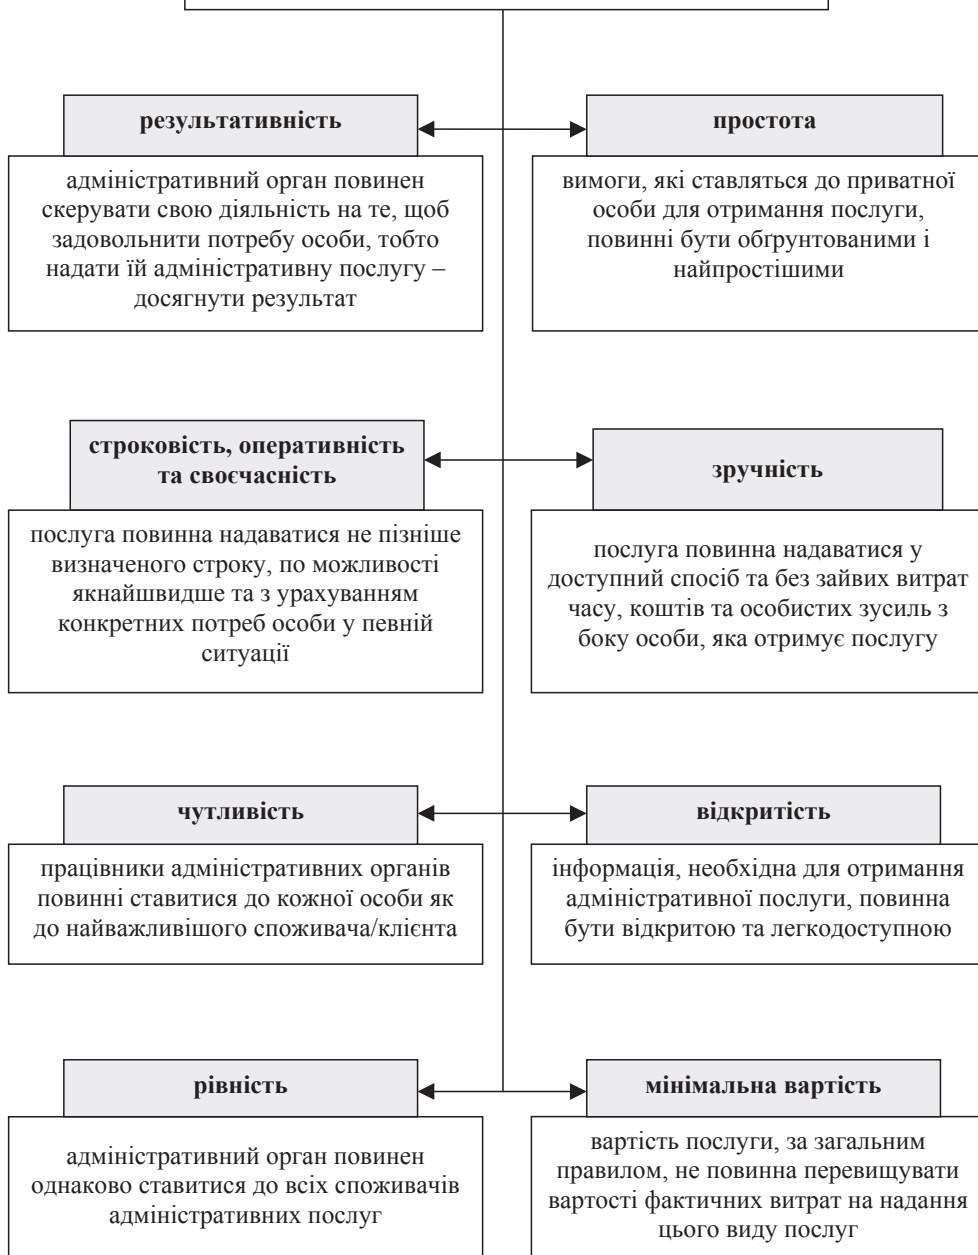 результативність
адміністративний орган повинен
скерувати свою діяльність на те, щоб
задовольнити потребу особи, тобто
надати їй адміністративну послугу –
досягнути результат
простота
вимоги, які ставляться до приватної
особи для отримання послуги,
повинні бути обґрунтованими і
найпростішими
строковість, оперативність
та своєчасність
послуга повинна надаватися не пізніше
визначеного строку, по можливості
якнайшвидше та з урахуванням
конкретних потреб особи у певній
ситуації
зручність
послуга повинна надаватися у
доступний спосіб та без зайвих витрат
часу, коштів та особистих зусиль з
боку особи, яка отримує послугу
чутливість
працівники адміністративних органів
повинні ставитися до кожної особи як
до найважливішого споживача/клієнта
відкритість
інформація, необхідна для отримання
адміністративної послуги, повинна
бути відкритою та легкодоступною
рівність
адміністративний орган повинен
однаково ставитися до всіх споживачів
адміністративних послуг
мінімальна вартість
вартість послуги, за загальним
правилом, не повинна перевищувати
вартості фактичних витрат на надання
цього виду послуг